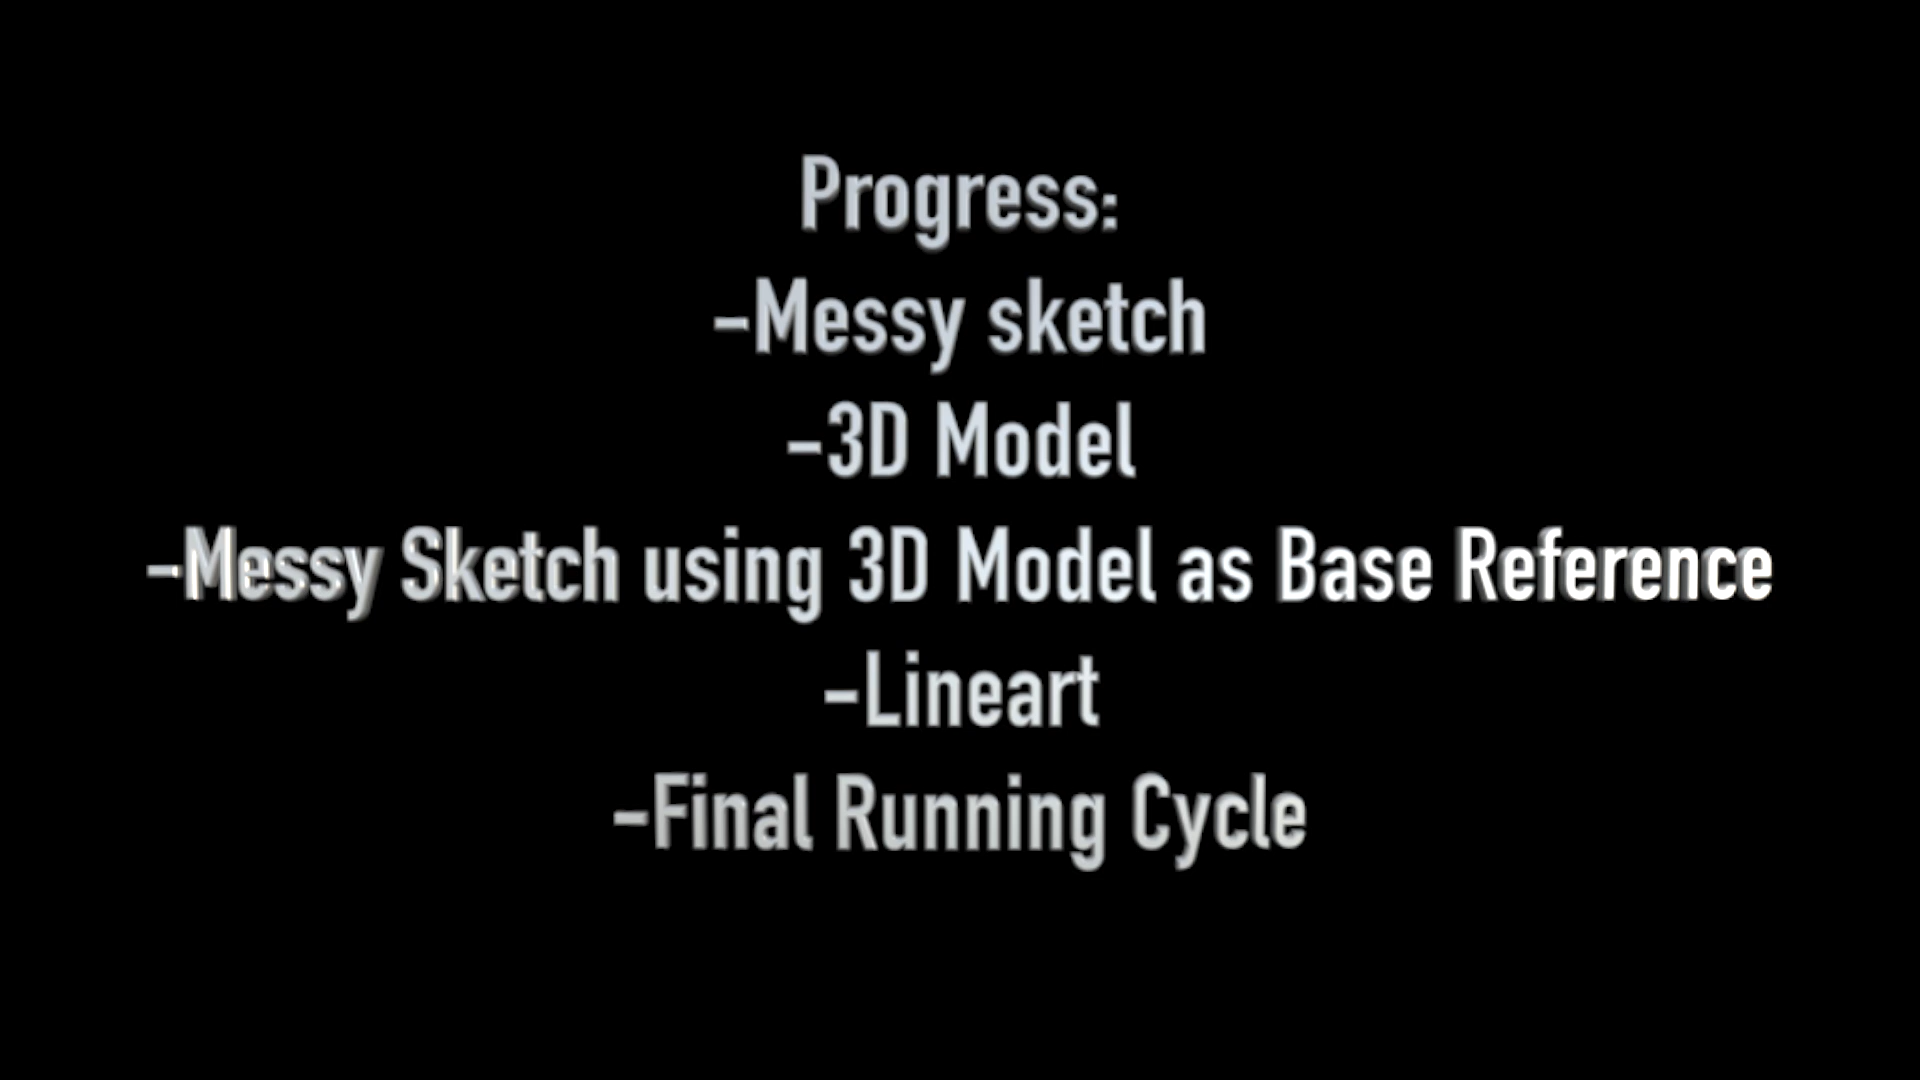 Progress:
-Messy sketch
-3D Model
-Messy Sketch using 3D Model as Base Reference
-Lineart
-Final Running Cycle